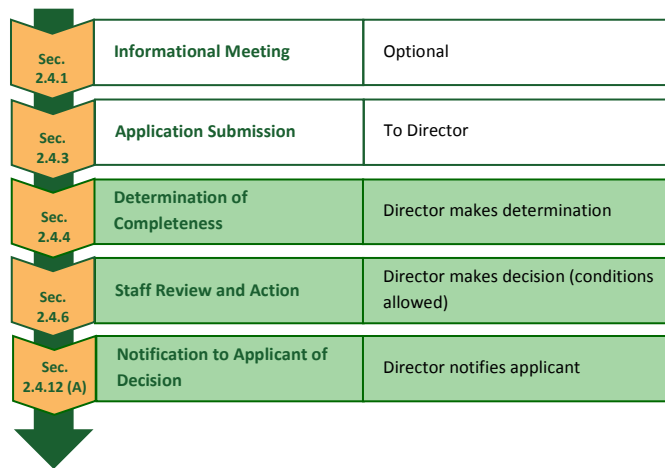 Sec.
2.4.1
Informational Meeting
Optional
Sec.
2.4.3
Application Submission
To Director
Sec.
2.4.4
Determination of
Completeness
Director makes determination
Sec.
2.4.6
Staff Review and Action
Director makes decision (conditions
allowed)
Sec.
2.4.12 (A)
Notification to Applicant of
Decision
Director notifies applicant